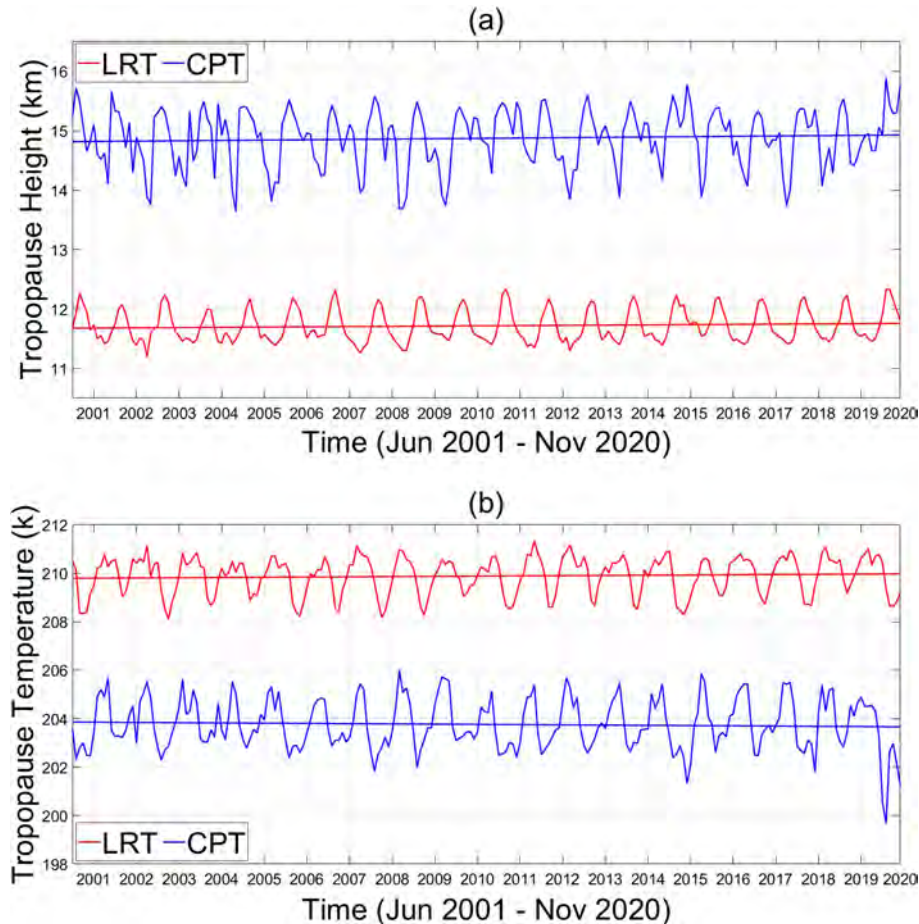 (a)
LRT CPT
Tropopause Height (km)
16
15
14
13
12
11
2001 2002 2003 2004 2005 2006 2007 2008 2009 2010 2011 2012 2013 2014 2015 2016 2017 2018 2019 2020
Time (Jun 2001 - Nov 2020)
(b)
Tropopause Temperature (k)
212
210
208
206
204
202
200
198
LRT CPT
2001 2002 2003 2004 2005 2006 2007 2008 2009 2010 2011 2012 2013 2014 2015 2016 2017 2018 2019 2020
Time (Jun 2001 - Nov 2020)